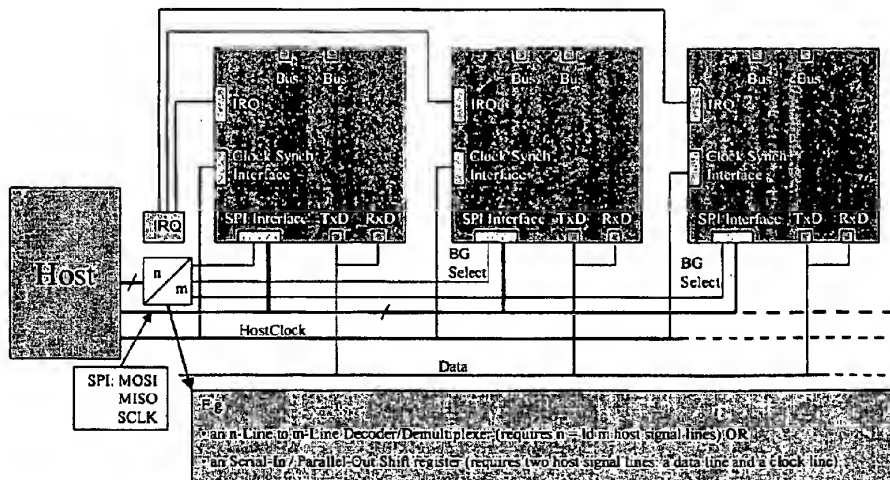 Bus Bus
IRQ
Clock Synch
Interface
SPI Interface TxD RxD
Bus Bus
IRQ
Clock Synch
Interface
SPI Interface TxD RxD
Bus Bus
IRQ
Clock Synch
Interface
SPI Interface TxD RxD
Host
IRQ
n
m
BG
Select
BG
Select
HostClock
Data
SPI: MOSI
MISO
SCLK
Eg
an n-Line to m-Line Decoder/Demultiplexer (requires n = ld m host signal lines) OR
an Serial-In / Parallel-Out Shift register (requires two host signal lines: a data line and a clock line)